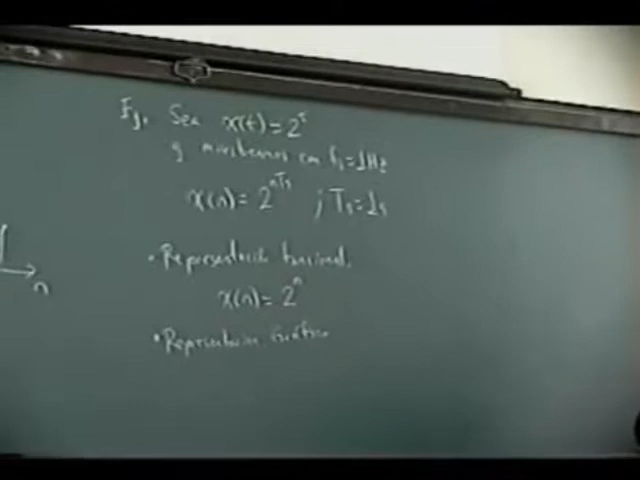 Ej. Sea x(t)=2^t
y muestreamos con fs=1Hz
x(n)=2^{nTs} ; Ts=1s
• Representación funcional.
x(n)=2^n
• Representación Gráfica
n